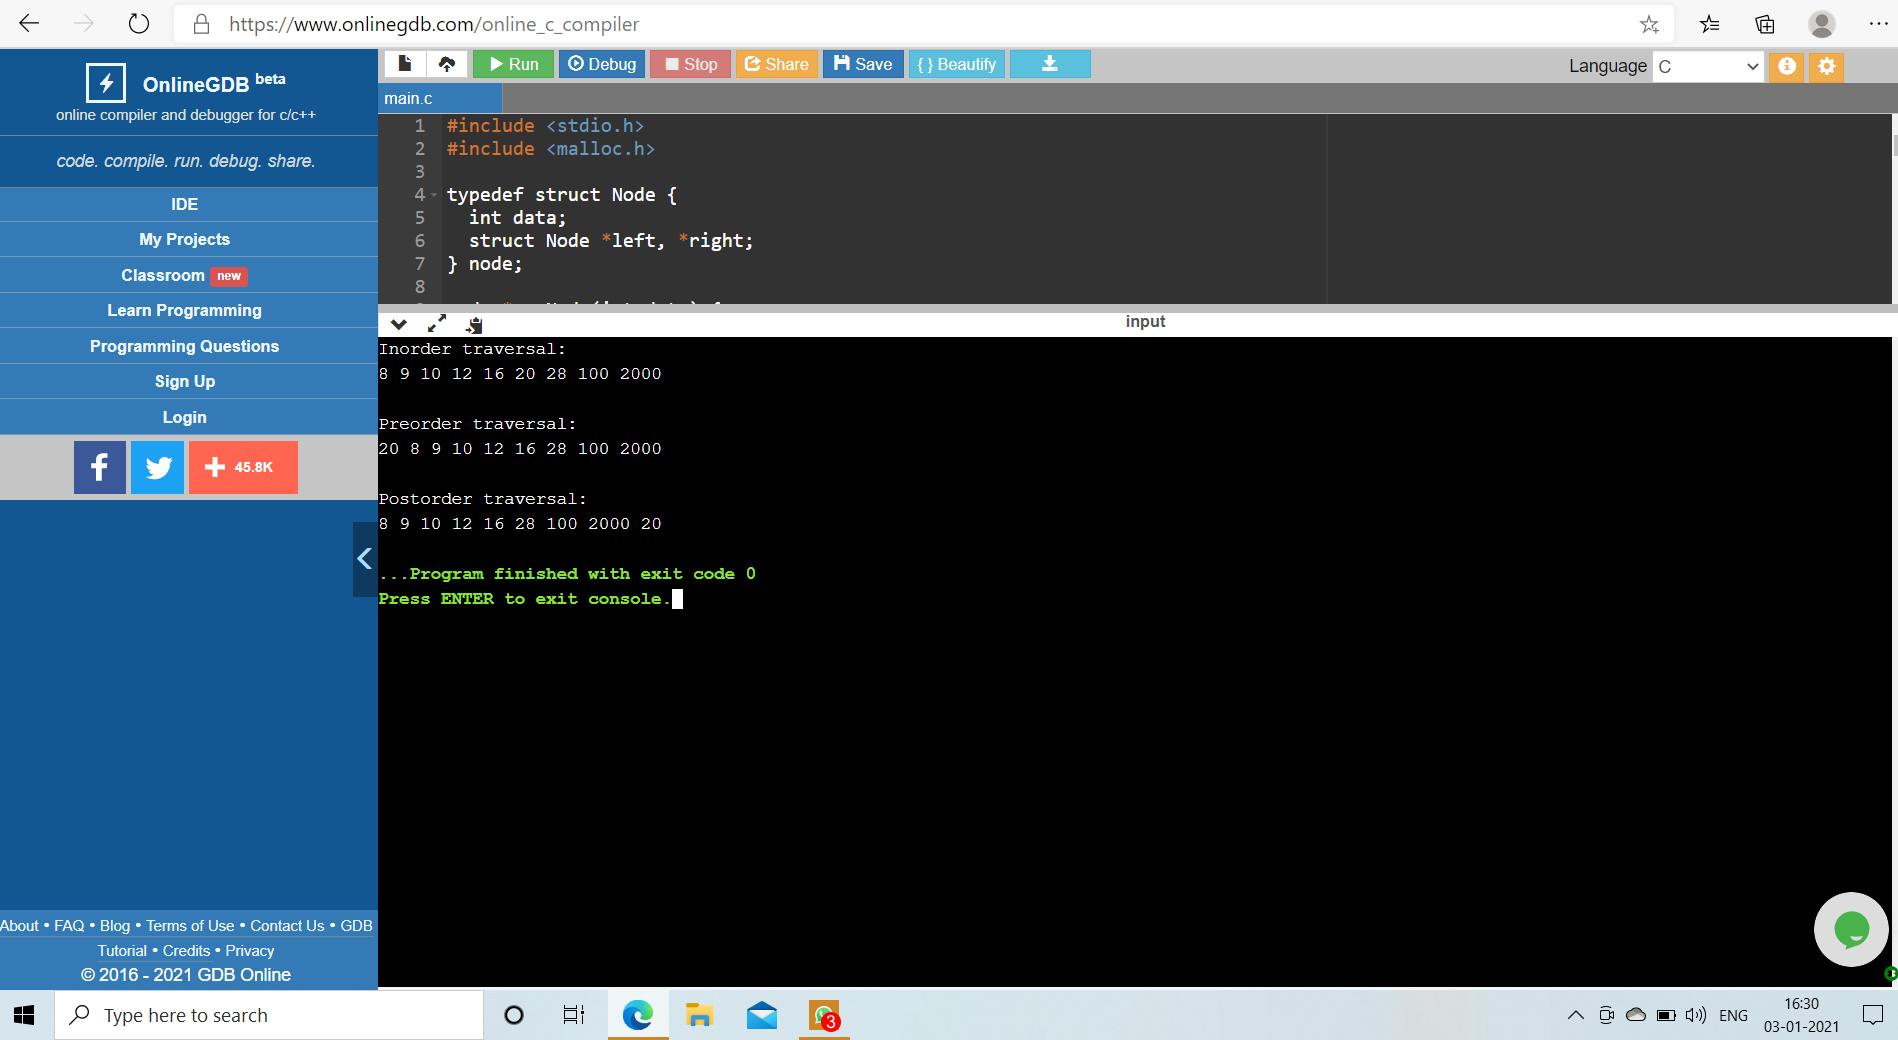 https://www.onlinegdb.com/online_c_compiler
OnlineGDB beta
online compiler and debugger for c/c++
code. compile. run. debug. share.
IDE
My Projects
Classroom new
Learn Programming
Programming Questions
Sign Up
Login
45.8K
About • FAQ • Blog • Terms of Use • Contact Us • GDB
Tutorial • Credits • Privacy
© 2016 - 2021 GDB Online
Run Debug Stop Share Save { } Beautify
Language C
main.c
1 #include <stdio.h>
2 #include <malloc.h>
3
4 typedef struct Node {
5 int data;
6 struct Node *left, *right;
7 } node;
8
input
Inorder traversal:
8 9 10 12 16 20 28 100 2000
Preorder traversal:
20 8 9 10 12 16 28 100 2000
Postorder traversal:
8 9 10 12 16 28 100 2000 20
...Program finished with exit code 0
Press ENTER to exit console.
Type here to search
3
ENG
16:30
03-01-2021